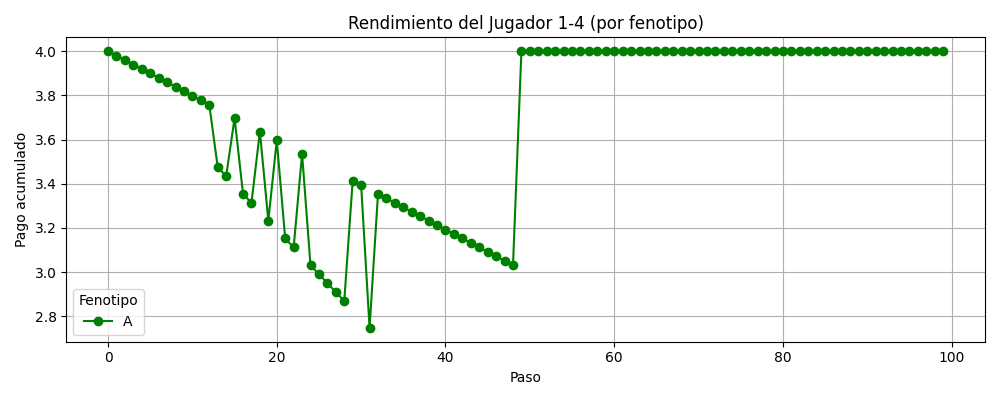 Rendimiento del Jugador 1-4 (por fenotipo)
4.0
3.8
3.6
3.4
3.2
3.0
2.8
Pago acumulado
Fenotipo
A
0 20 40 60 80 100
Paso